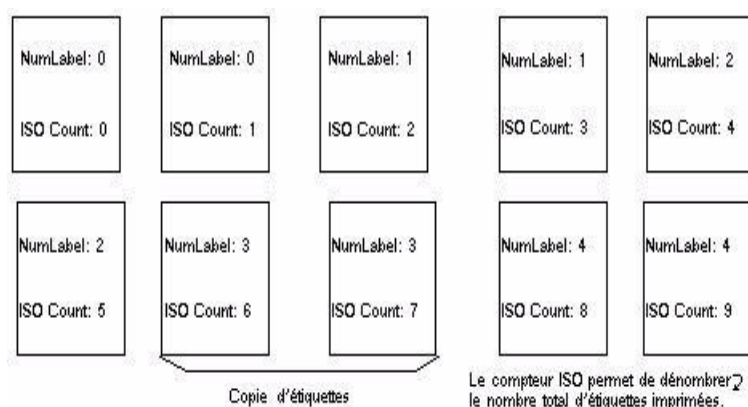 NumLabel: 0
ISO Count: 0
NumLabel: 0
ISO Count: 1
NumLabel: 1
ISO Count: 2
NumLabel: 1
ISO Count: 3
NumLabel: 2
ISO Count: 4
NumLabel: 2
ISO Count: 5
NumLabel: 3
ISO Count: 6
NumLabel: 3
ISO Count: 7
NumLabel: 4
ISO Count: 8
NumLabel: 4
ISO Count: 9
Copie d'étiquettes
Le compteur ISO permet de dénombrer
le nombre total d'étiquettes imprimées.